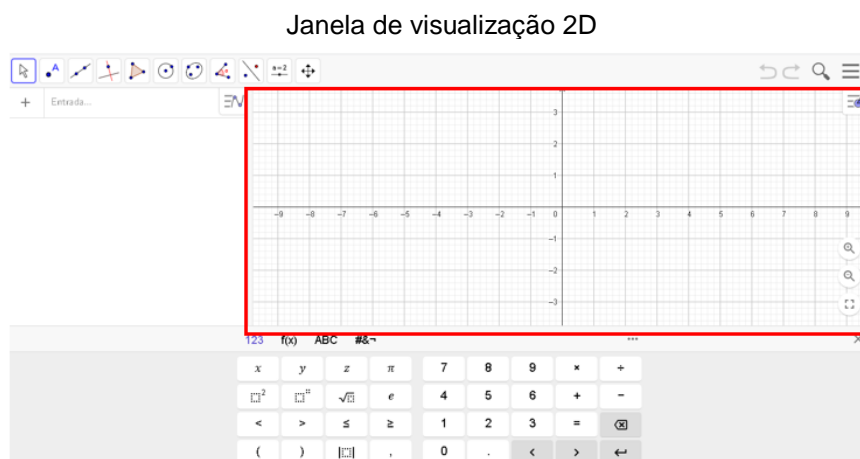 Janela de visualização 2D
A
a=2
+ Entrada...
3
2
1
-9 -8 -7 -6 -5 -4 -3 -2 -1 0 1 2 3 4 5 6 7 8 9
-1
-2
-3
123 f(x) ABC #&¬ ...
x y z π 7 8 9 × ÷
2 √ e 4 5 6 + −
< > ≤ ≥ 1 2 3 =
( ) | | , 0 . < >